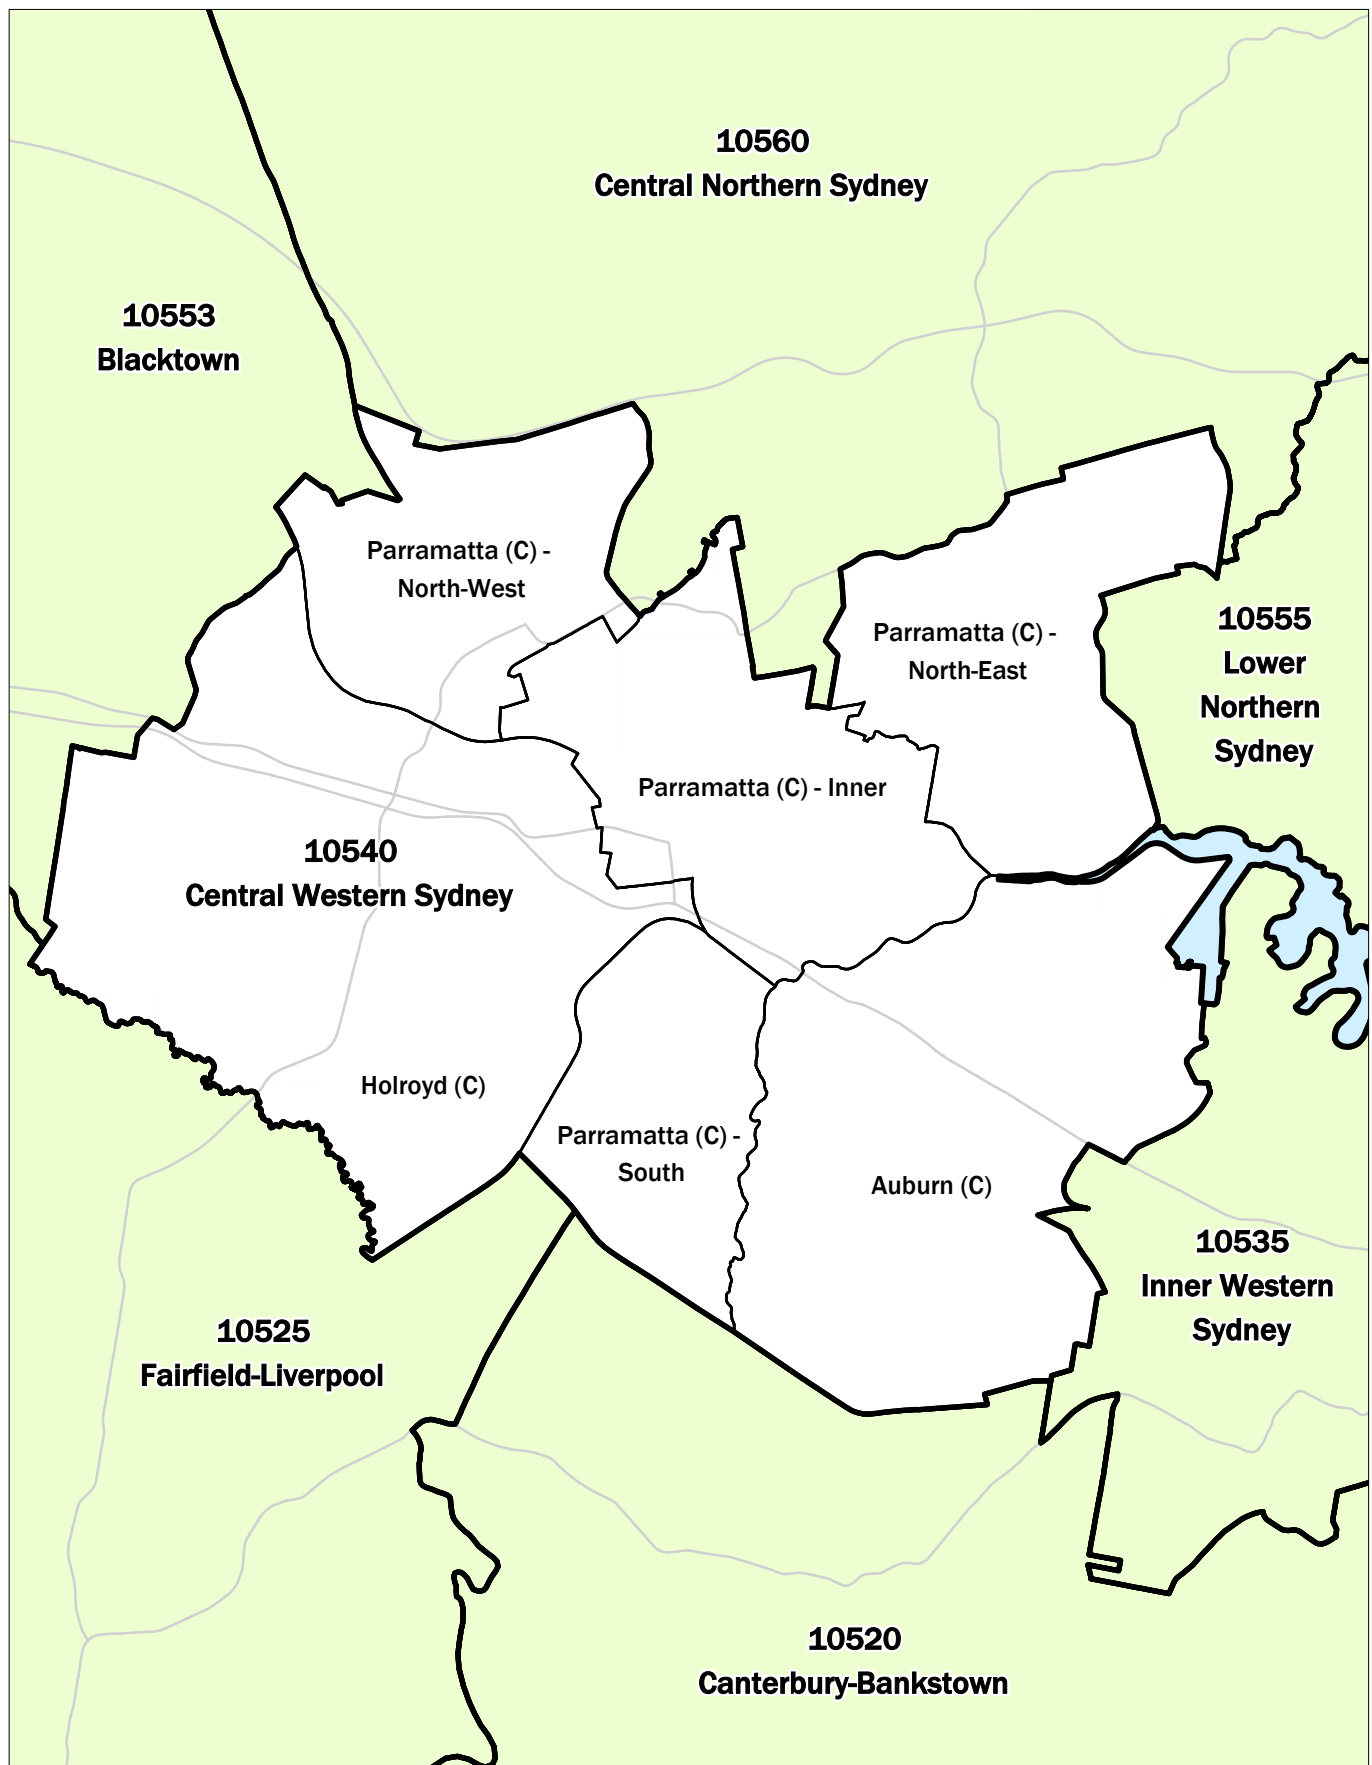 10560
Central Northern Sydney
10553
Blacktown
Parramatta (C) -
North-West
Parramatta (C) -
North-East
10555
Lower
Northern
Sydney
Parramatta (C) - Inner
10540
Central Western Sydney
Holroyd (C)
Parramatta (C) -
South
Auburn (C)
10535
Inner Western
Sydney
10525
Fairfield-Liverpool
10520
Canterbury-Bankstown